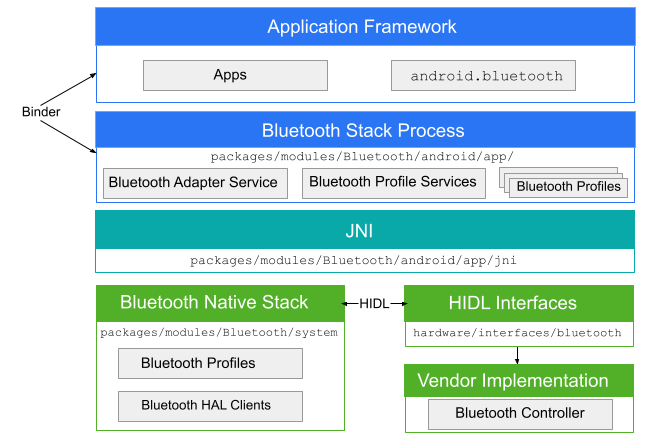 Application Framework
Apps
android.bluetooth
Binder
Bluetooth Stack Process
packages/modules/Bluetooth/android/app/
Bluetooth Adapter Service
Bluetooth Profile Services
Bluetooth Profiles
JNI
packages/modules/Bluetooth/android/app/jni
Bluetooth Native Stack
HIDL
HIDL Interfaces
packages/modules/Bluetooth/system
hardware/interfaces/bluetooth
Bluetooth Profiles
Vendor Implementation
Bluetooth HAL Clients
Bluetooth Controller